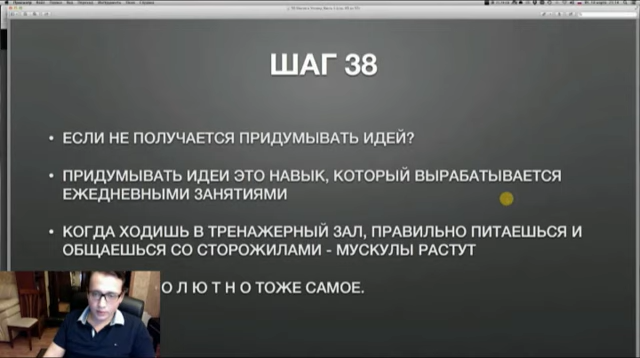 ШАГ 38
• ЕСЛИ НЕ ПОЛУЧАЕТСЯ ПРИДУМЫВАТЬ ИДЕЙ?
• ПРИДУМЫВАТЬ ИДЕИ ЭТО НАВЫК, КОТОРЫЙ ВЫРАБАТЫВАЕТСЯ
ЕЖЕДНЕВНЫМИ ЗАНЯТИЯМИ
• КОГДА ХОДИШЬ В ТРЕНАЖЕРНЫЙ ЗАЛ, ПРАВИЛЬНО ПИТАЕШЬСЯ И
ОБЩАЕШЬСЯ СО СТОРОЖИЛАМИ - МУСКУЛЫ РАСТУТ
О Л Ю Т Н О ТОЖЕ САМОЕ.